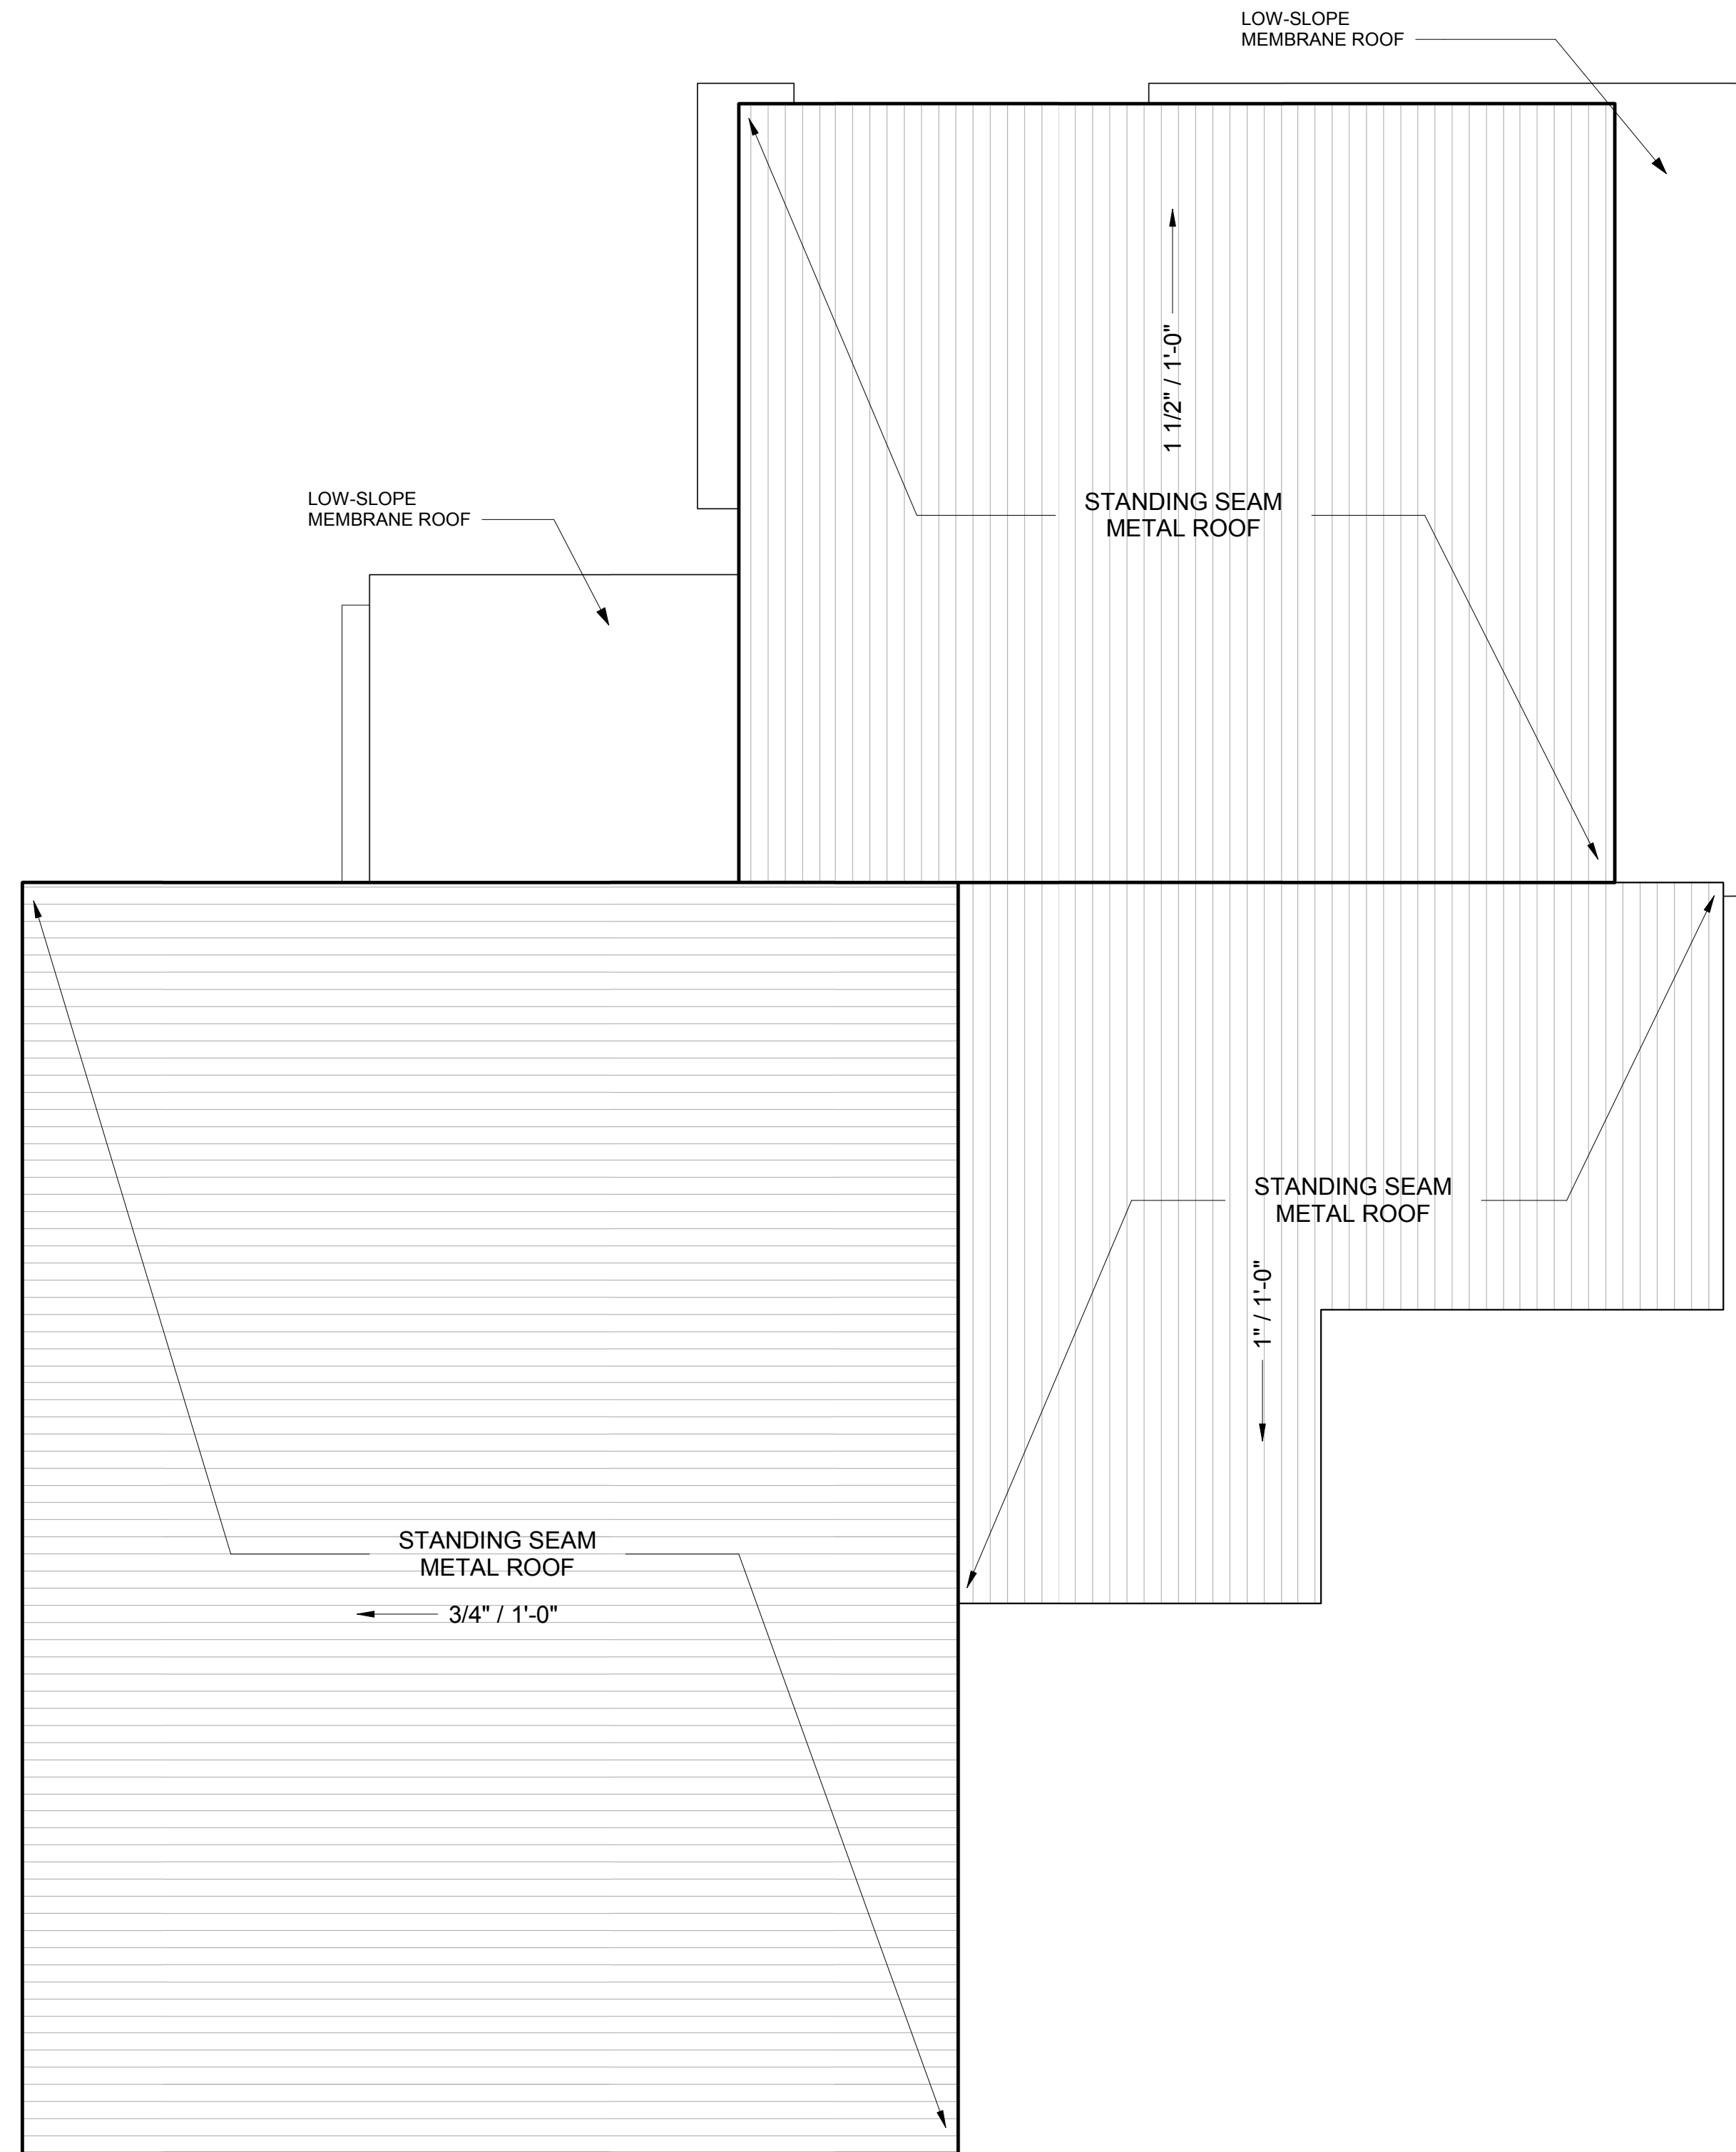 LOW-SLOPE
MEMBRANE ROOF
1 1/2" / 1'-0"
STANDING SEAM
METAL ROOF
LOW-SLOPE
MEMBRANE ROOF
STANDING SEAM
METAL ROOF
1" / 1'-0"
STANDING SEAM
METAL ROOF
3/4" / 1'-0"